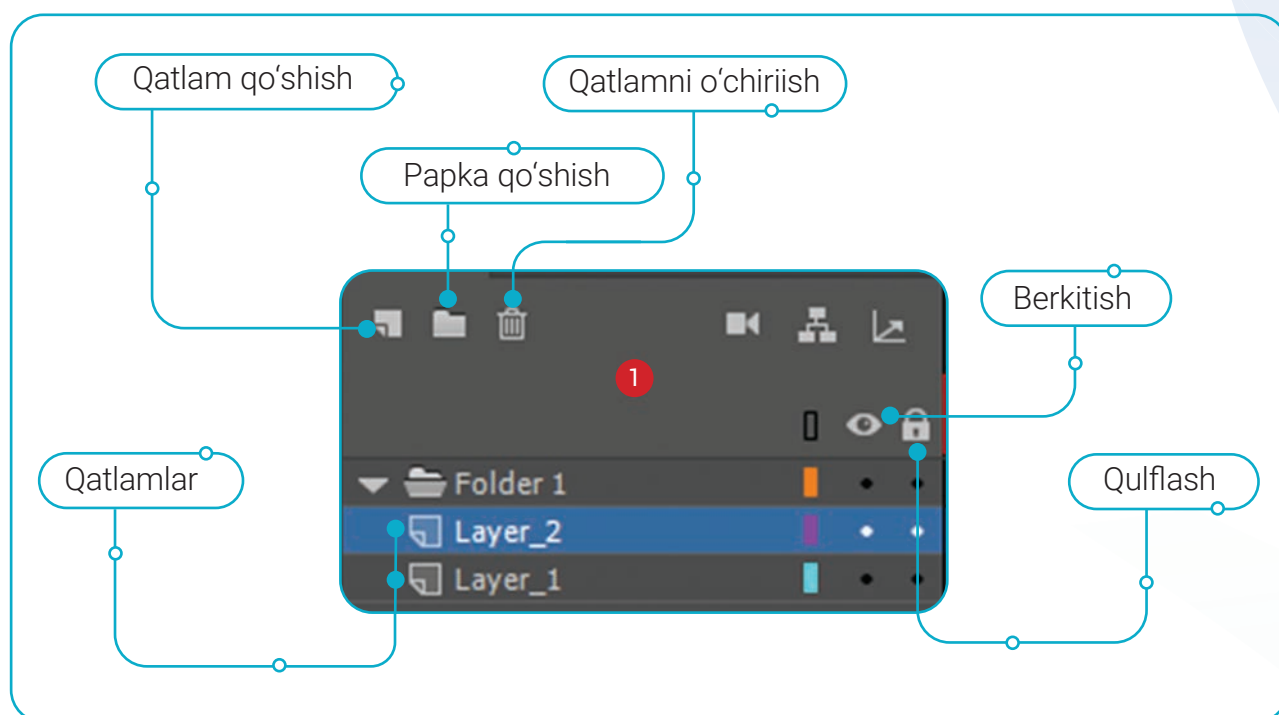 Qatlam qo‘shish
Qatlamni o‘chiriish
Papka qo‘shish
Berkitish
1
Qatlamlar
Folder 1
Qulflash
Layer_2
Layer_1